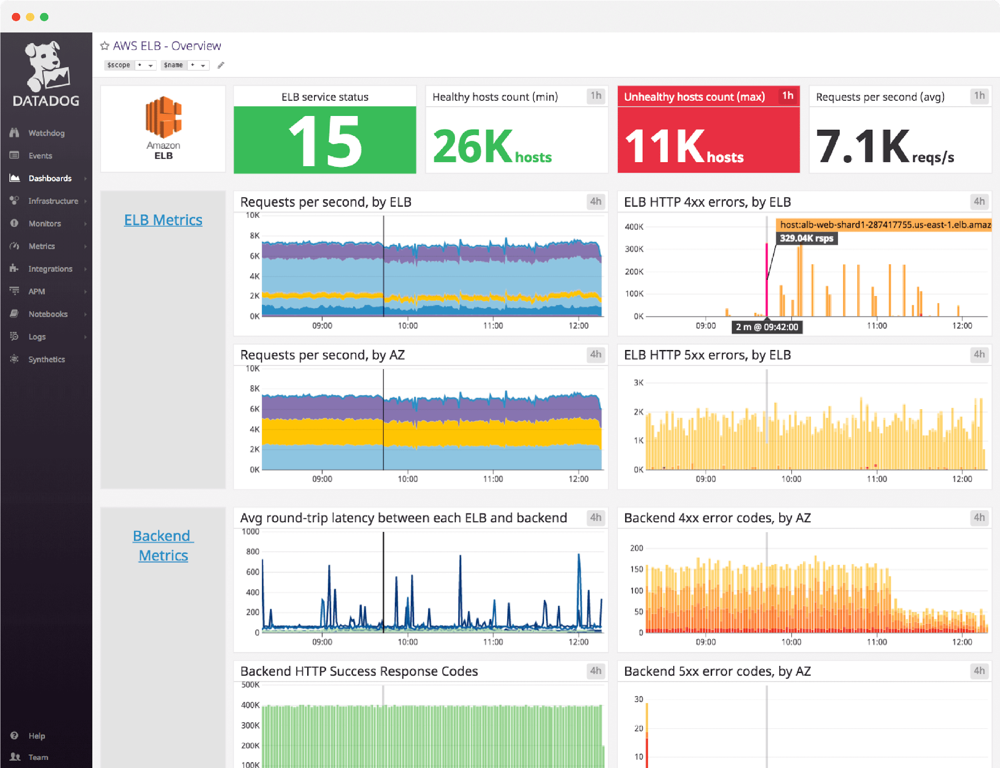 AWS ELB - Overview
$scope * $name *
DATADOG
Watchdog
Events
Dashboards
Infrastructure
Monitors
Metrics
Integrations
APM
Notebooks
Logs
Synthetics
Help
Team
Amazon
ELB
ELB service status
15
Healthy hosts count (min) 1h
26K hosts
Unhealthy hosts count (max) 1h
11K hosts
Requests per second (avg) 1h
7.1K reqs/s
ELB Metrics
Requests per second, by ELB 4h
10K
8K
6K
4K
2K
0K
09:00 10:00 11:00 12:00
ELB HTTP 4xx errors, by ELB 4h
400K
300K
200K
100K
0K
host:alb-web-shard1-287417755.us-east-1.elb.amaz
329.04K rsps
09:00 11:00 12:00
2 m @ 09:42:00
Requests per second, by AZ 4h
10K
8K
6K
4K
2K
0K
09:00 10:00 11:00 12:00
ELB HTTP 5xx errors, by ELB 4h
3K
2K
1K
0K
09:00 10:00 11:00 12:00
Backend
Metrics
Avg round-trip latency between each ELB and backend 4h
1000
800
600
400
200
0
09:00 10:00 11:00 12:00
Backend 4xx error codes, by AZ 4h
200
150
100
50
0
09:00 10:00 11:00 12:00
Backend HTTP Success Response Codes 4h
500K
400K
300K
200K
100K
Backend 5xx error codes, by AZ 4h
30
20
10